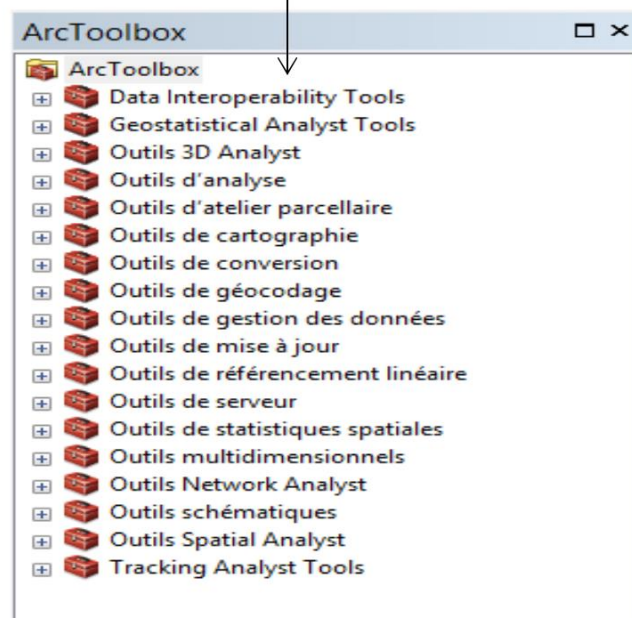 ArcToolbox
ArcToolbox
Data Interoperability Tools
Geostatistical Analyst Tools
Outils 3D Analyst
Outils d'analyse
Outils d'atelier parcellaire
Outils de cartographie
Outils de conversion
Outils de géocodage
Outils de gestion des données
Outils de mise à jour
Outils de référencement linéaire
Outils de serveur
Outils de statistiques spatiales
Outils multidimensionnels
Outils Network Analyst
Outils schématiques
Outils Spatial Analyst
Tracking Analyst Tools